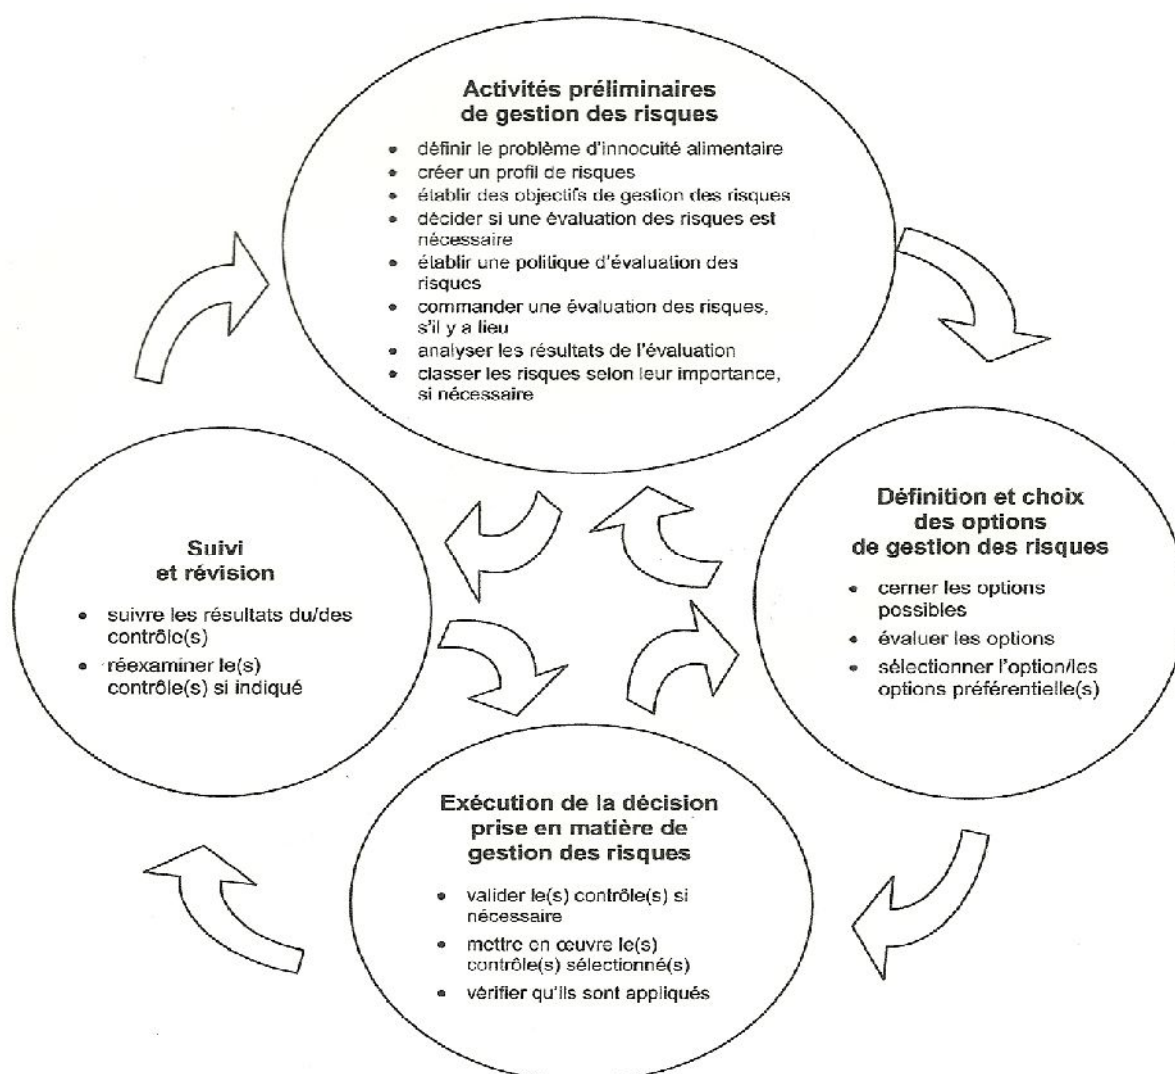 Activités préliminaires
de gestion des risques
• définir le problème d'innocuité alimentaire
• créer un profil de risques
• établir des objectifs de gestion des risques
• décider si une évaluation des risques est
nécessaire
• établir une politique d'évaluation des
risques
• commander une évaluation des risques,
s'il y a lieu
• analyser les résultats de l'évaluation
• classer les risques selon leur importance,
si nécessaire
Définition et choix
des options
de gestion des risques
• cerner les options
possibles
• évaluer les options
• sélectionner l'option/les
options préférentielle(s)
Exécution de la décision
prise en matière de
gestion des risques
• valider le(s) contrôle(s) si
nécessaire
• mettre en œuvre le(s)
contrôle(s) sélectionné(s)
• vérifier qu'ils sont appliqués
Suivi
et révision
• suivre les résultats du/des
contrôle(s)
• réexaminer le(s)
contrôle(s) si indiqué